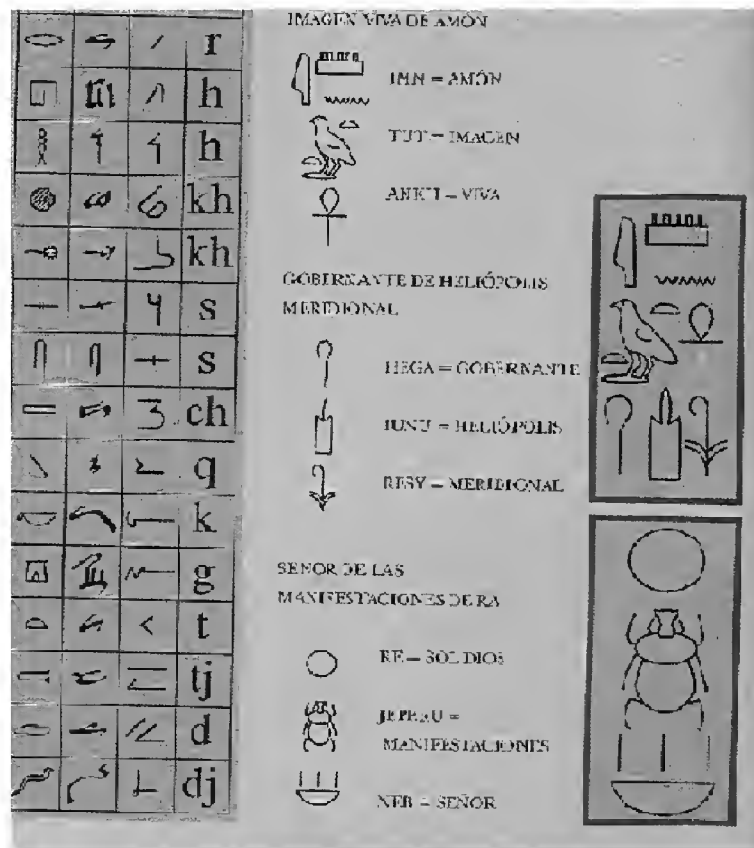 r
h
h
kh
kh
s
s
ch
q
k
g
t
tj
d
dj
IMAGEN VIVA DE AMÓN
IMN = AMÓN
TUT = IMAGEN
ANKH = VIVA
GOBERNANTE DE HELIÓPOLIS
MERIDIONAL
HEGA = GOBERNANTE
IUNU = HELIÓPOLIS
RESY = MERIDIONAL
SEÑOR DE LAS
MANIFESTACIONES DE RA
RE = SOL DIOS
JEPERU =
MANIFESTACIONES
NEB = SEÑOR